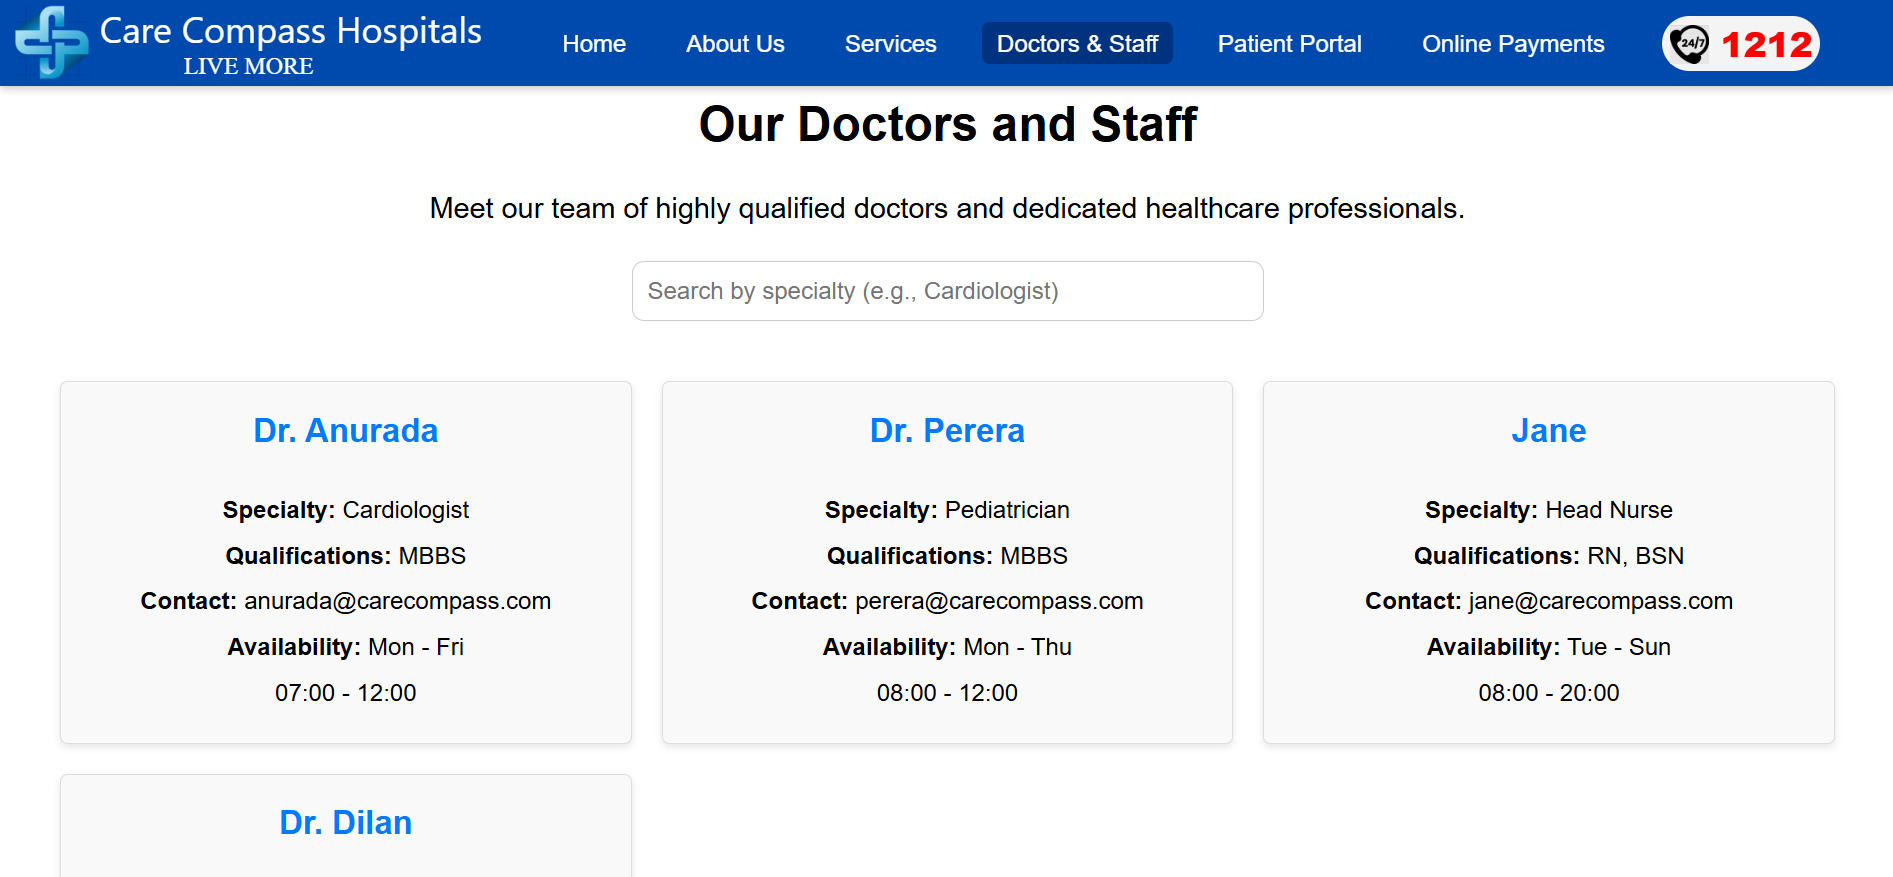 Care Compass Hospitals
LIVE MORE
Home
About Us
Services
Doctors & Staff
Patient Portal
Online Payments
24/7
1212
Our Doctors and Staff
Meet our team of highly qualified doctors and dedicated healthcare professionals.
Search by specialty (e.g., Cardiologist)
Dr. Anurada
Specialty: Cardiologist
Qualifications: MBBS
Contact: anurada@carecompass.com
Availability: Mon - Fri
07:00 - 12:00
Dr. Perera
Specialty: Pediatrician
Qualifications: MBBS
Contact: perera@carecompass.com
Availability: Mon - Thu
08:00 - 12:00
Jane
Specialty: Head Nurse
Qualifications: RN, BSN
Contact: jane@carecompass.com
Availability: Tue - Sun
08:00 - 20:00
Dr. Dilan